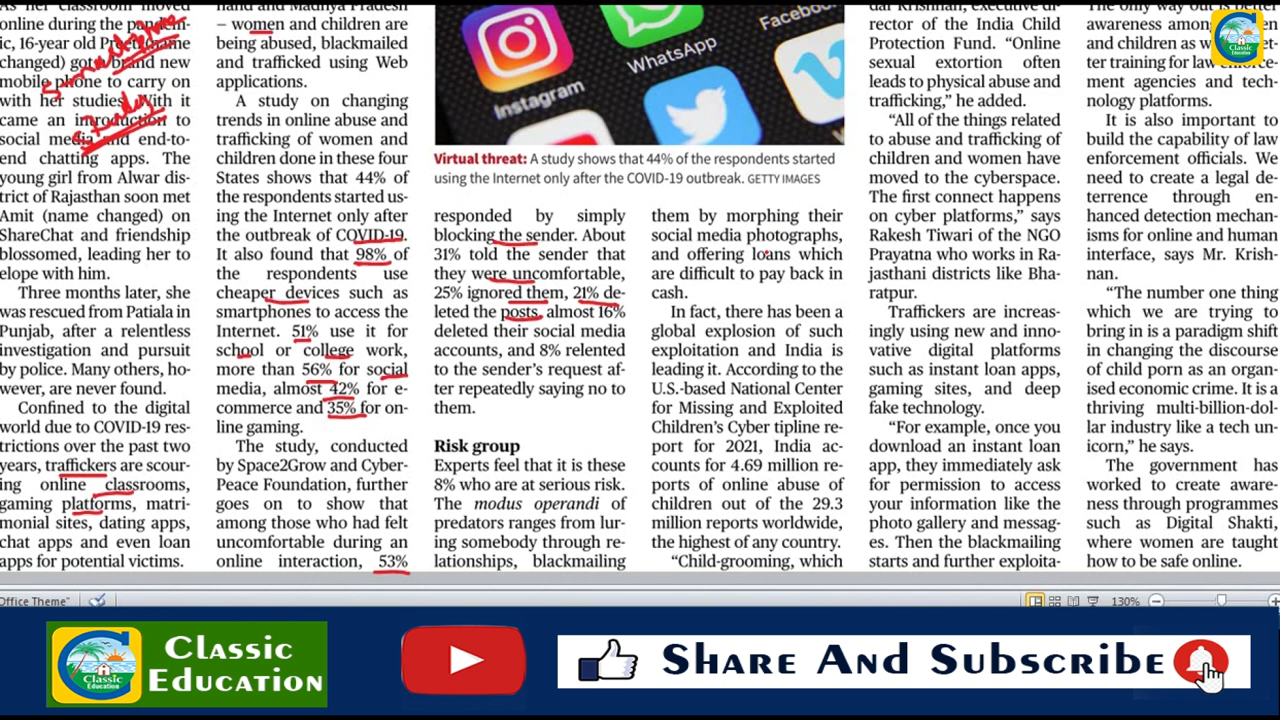 As her classroom moved
online during the pandem-
ic, 16-year old Preeti (name
changed) got a brand new
mobile phone to carry on
with her studies. With it
came an introduction to
social media and end-to-
end chatting apps. The
young girl from Alwar dis-
trict of Rajasthan soon met
Amit (name changed) on
ShareChat and friendship
blossomed, leading her to
elope with him.
Three months later, she
was rescued from Patiala in
Punjab, after a relentless
investigation and pursuit
by police. Many others, ho-
wever, are never found.
Confined to the digital
world due to COVID-19 res-
trictions over the past two
years, traffickers are scour-
ing online classrooms,
gaming platforms, matri-
monial sites, dating apps,
chat apps and even loan
apps for potential victims.
study
hand and Madhya Pradesh
– women and children are
being abused, blackmailed
and trafficked using Web
applications.
A study on changing
trends in online abuse and
trafficking of women and
children done in these four
States shows that 44% of
the respondents started us-
ing the Internet only after
the outbreak of COVID-19.
It also found that 98% of
the respondents use
cheaper devices such as
smartphones to access the
Internet. 51% use it for
school or college work,
more than 56% for social
media, almost 42% for e-
commerce and 35% for on-
line gaming.
The study, conducted
by Space2Grow and Cyber-
Peace Foundation, further
goes on to show that
among those who had felt
uncomfortable during an
online interaction, 53%
Instagram
WhatsApp
Facebook
Virtual threat: A study shows that 44% of the respondents started
using the Internet only after the COVID-19 outbreak. GETTY IMAGES
responded by simply
blocking the sender. About
31% told the sender that
they were uncomfortable,
25% ignored them, 21% de-
leted the posts, almost 16%
deleted their social media
accounts, and 8% relented
to the sender's request af-
ter repeatedly saying no to
them.
Risk group
Experts feel that it is these
8% who are at serious risk.
The modus operandi of
predators ranges from lur-
ing somebody through re-
lationships, blackmailing
them by morphing their
social media photographs,
and offering loans which
are difficult to pay back in
cash.
In fact, there has been a
global explosion of such
exploitation and India is
leading it. According to the
U.S.-based National Center
for Missing and Exploited
Children's Cyber tipline re-
port for 2021, India ac-
counts for 4.69 million re-
ports of online abuse of
children out of the 29.3
million reports worldwide,
the highest of any country.
“Child-grooming, which
dar Krishnan, executive di-
rector of the India Child
Protection Fund. “Online
sexual extortion often
leads to physical abuse and
trafficking,” he added.
“All of the things related
to abuse and trafficking of
children and women have
moved to the cyberspace.
The first connect happens
on cyber platforms,” says
Rakesh Tiwari of the NGO
Prayatna who works in Ra-
jasthani districts like Bha-
ratpur.
Traffickers are increas-
ingly using new and inno-
vative digital platforms
such as instant loan apps,
gaming sites, and deep
fake technology.
“For example, once you
download an instant loan
app, they immediately ask
for permission to access
your information like the
photo gallery and messag-
es. Then the blackmailing
starts and further exploita-
The only way out is better
awareness among
and children as
ter training for law enforce-
ment agencies and tech-
nology platforms.
It is also important to
build the capability of law
enforcement officials. We
need to create a legal de-
terrence through en-
hanced detection mechan-
isms for online and human
interface, says Mr. Krish-
nan.
“The number one thing
which we are trying to
bring in is a paradigm shift
in changing the discourse
of child porn as an organ-
ised economic crime. It is a
thriving multi-billion-dol-
lar industry like a tech un-
icorn,” he says.
The government has
worked to create aware-
ness through programmes
such as Digital Shakti,
where women are taught
how to be safe online.
Classic
Education
Office Theme"
130%
Classic
Education
Classic
Education
Share And Subscribe